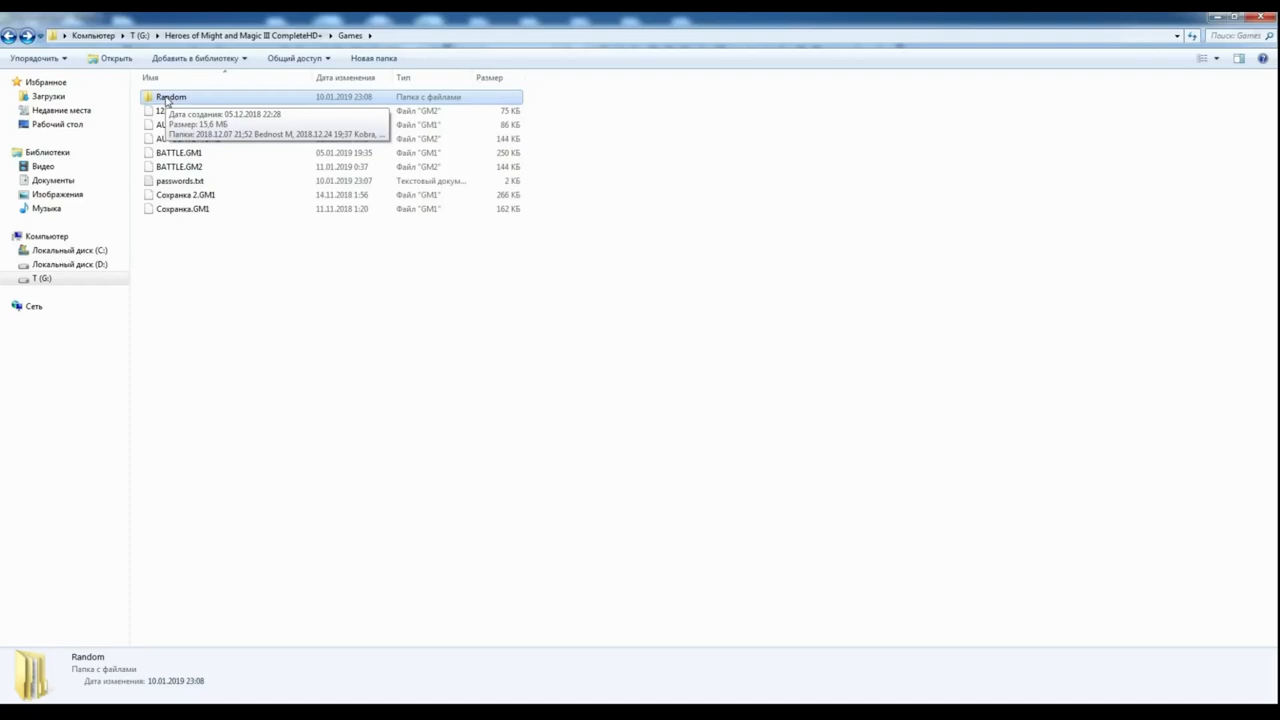 Компьютер ▸ T (G:) ▸ Heroes of Might and Magic III CompleteHD+ ▸ Games ▸
Поиск: Games
Упорядочить Открыть Добавить в библиотеку Общий доступ Новая папка
Имя Дата изменения Тип Размер
Избранное
Загрузки
Недавние места
Рабочий стол
Библиотеки
Видео
Документы
Изображения
Музыка
Компьютер
Локальный диск (C:)
Локальный диск (D:)
T (G:)
Сеть
Random 10.01.2019 23:08 Папка с файлами
12 Файл "GM2" 75 КБ
AU Файл "GM1" 86 КБ
AU Файл "GM2" 144 КБ
Дата создания: 05.12.2018 22:28
Размер: 15,6 МБ
Папки: 2018.12.07 21;52 Bednost M, 2018.12.24 19;37 Kobra, ...
BATTLE.GM1 05.01.2019 19:35 Файл "GM1" 250 КБ
BATTLE.GM2 11.01.2019 0:37 Файл "GM2" 144 КБ
passwords.txt 10.01.2019 23:07 Текстовый докум... 2 КБ
Сохранка 2.GM1 14.11.2018 1:56 Файл "GM1" 266 КБ
Сохранка.GM1 11.11.2018 1:20 Файл "GM1" 162 КБ
Random
Папка с файлами
Дата изменения: 10.01.2019 23:08